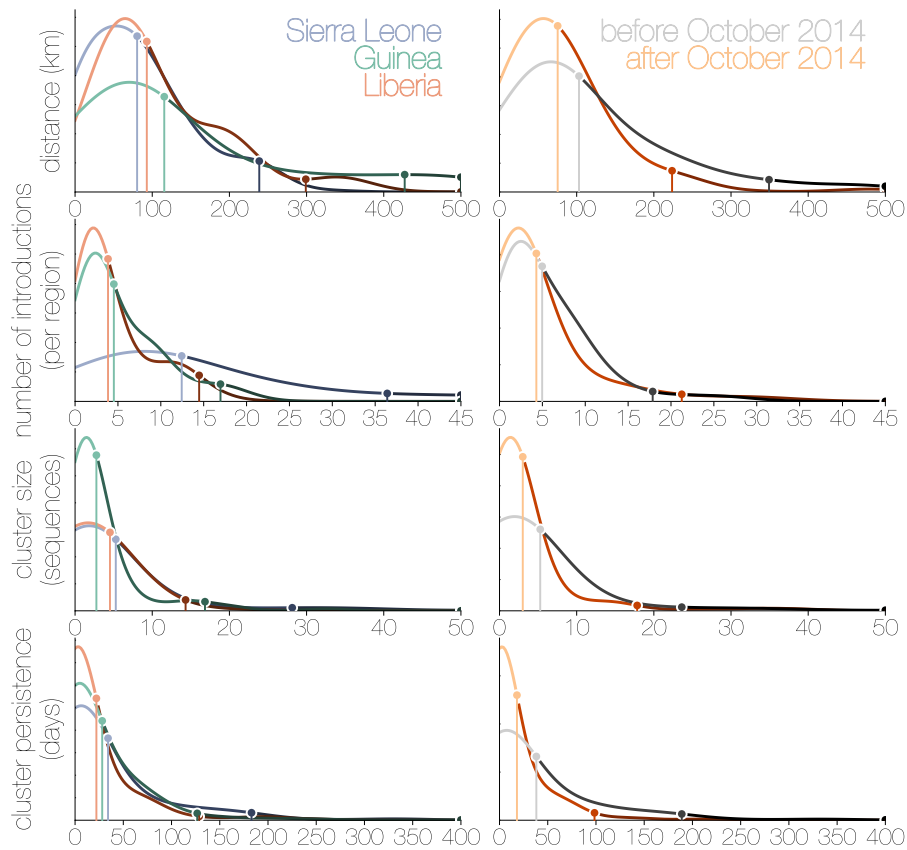 distance (km)
Sierra Leone
Guinea
Liberia
before October 2014
after October 2014
0 100 200 300 400 500
0 100 200 300 400 500
number of introductions
(per region)
0 5 10 15 20 25 30 35 40 45
0 5 10 15 20 25 30 35 40 45
cluster size
(sequences)
0 10 20 30 40 50
0 10 20 30 40 50
cluster persistence
(days)
0 50 100 150 200 250 300 350 400
0 50 100 150 200 250 300 350 400